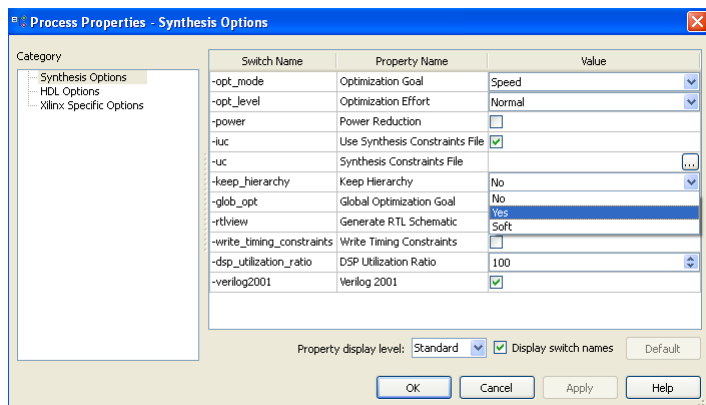 Process Properties - Synthesis Options
Category
Synthesis Options
HDL Options
Xilinx Specific Options
Switch Name Property Name Value
-opt_mode Optimization Goal Speed
-opt_level Optimization Effort Normal
-power Power Reduction
-iuc Use Synthesis Constraints File
-uc Synthesis Constraints File ...
-keep_hierarchy Keep Hierarchy No
-glob_opt Global Optimization Goal No
Yes
-rtlview Generate RTL Schematic Soft
-write_timing_constraints Write Timing Constraints
-dsp_utilization_ratio DSP Utilization Ratio 100
-verilog2001 Verilog 2001
Property display level: Standard Display switch names Default
OK Cancel Apply Help